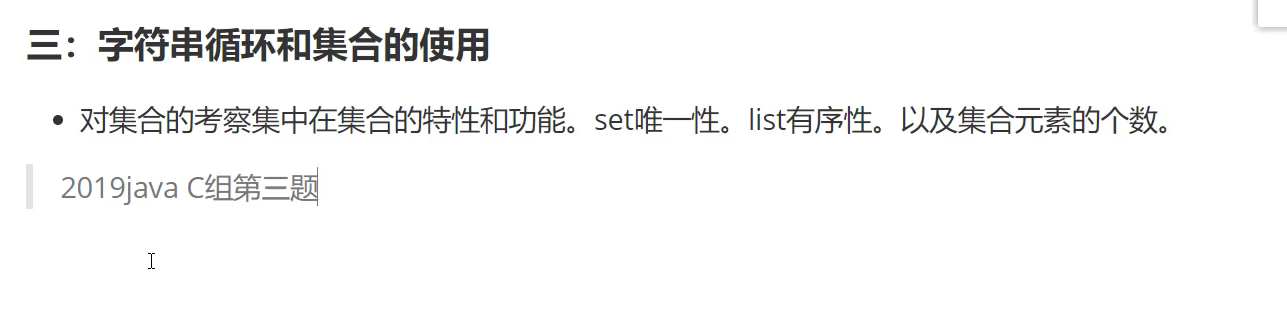 三：字符串循环和集合的使用
对集合的考察集中在集合的特性和功能。set唯一性。list有序性。以及集合元素的个数。
2019java C组第三题